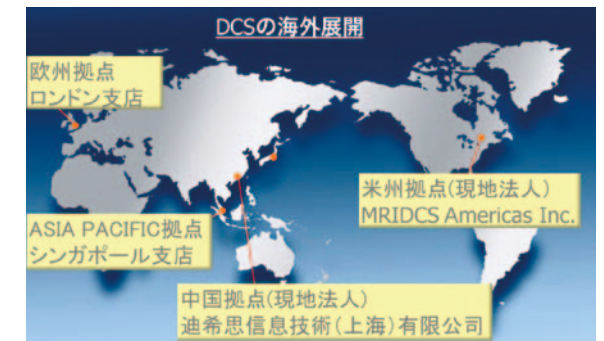 DCSの海外展開
欧州拠点
ロンドン支店
米州拠点(現地法人)
MRIDCS Americas Inc.
ASIA PACIFIC拠点
シンガポール支店
中国拠点(現地法人)
迪希思信息技術(上海)有限公司